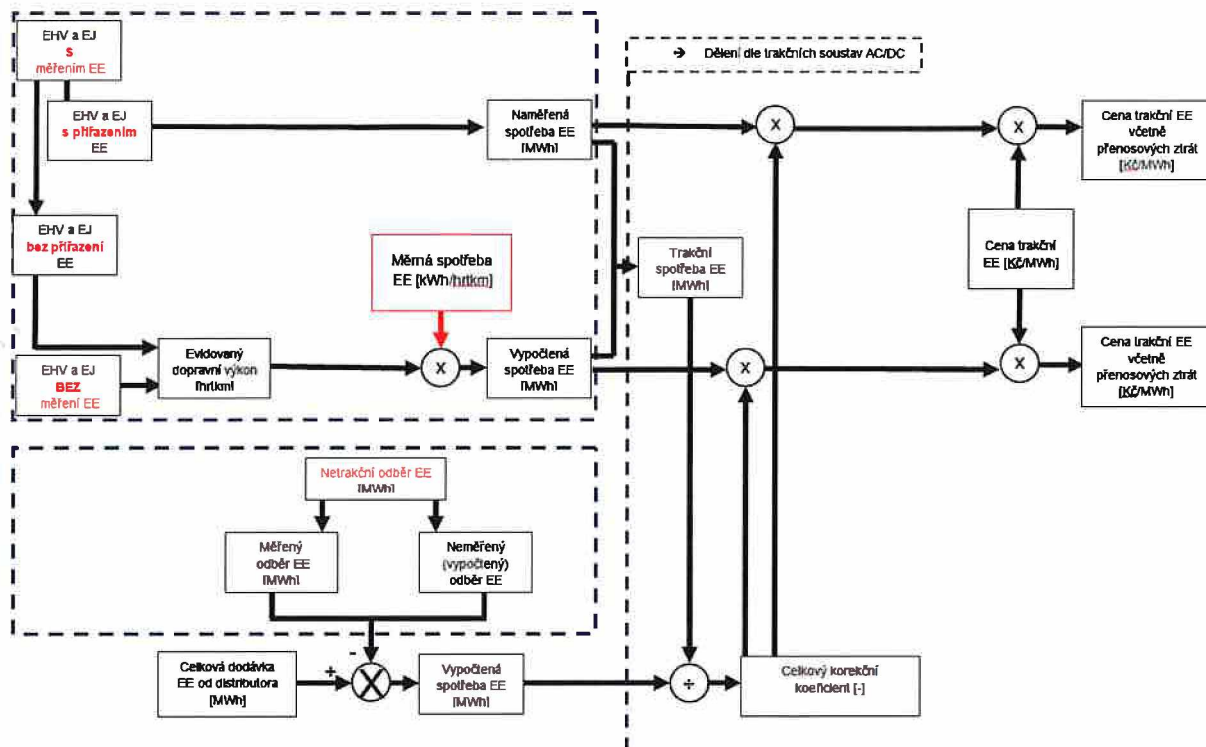 EHV a EJ
S
měřením EE
➔ Dělení dle trakčních soustav AC/DC
EHV a EJ
s přiřazením
EE
Naměřená
spotřeba EE
[MWh]
X
X
Cena trakční EE
včetně
přenosových ztrát
[Kč/MWh]
EHV a EJ
bez přiřazení
EE
Měrná spotřeba
EE [kWh/hrtkm]
Trakční
spotřeba EE
[MWh]
Cena trakční
EE [Kč/MWh]
EHV a EJ
BEZ
měření EE
Evidovaný
dopravní výkon
[hrtkm]
X
Vypočtená
spotřeba EE
[MWh]
X
X
Cena trakční EE
včetně
přenosových ztrát
[Kč/MWh]
Netrakční odběr EE
[MWh]
Měřený
odběr EE
[MWh]
Neměřený
(vypočtený)
odběr EE
Celková dodávka
EE od distributora
[MWh]
+
-
X
Vypočtená
spotřeba EE
[MWh]
÷
Celkový korekční
koeficient [-]